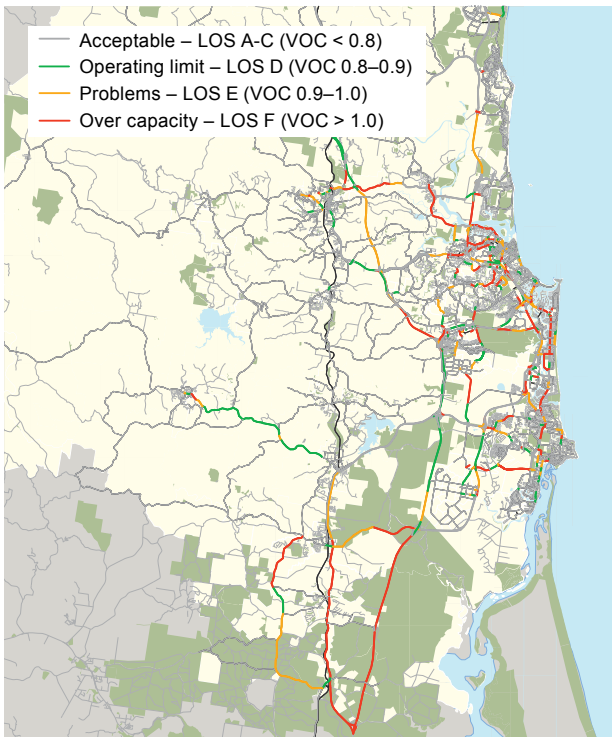 Acceptable – LOS A-C (VOC < 0.8)
Operating limit – LOS D (VOC 0.8–0.9)
Problems – LOS E (VOC 0.9–1.0)
Over capacity – LOS F (VOC > 1.0)